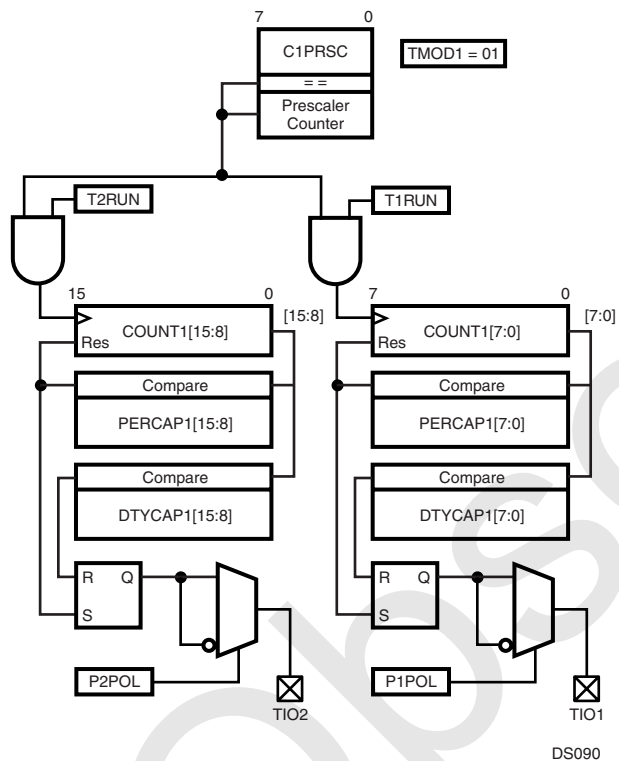 7 0
C1PRSC
TMOD1 = 01
= =
Prescaler
Counter
T2RUN
T1RUN
15 0
[15:8]
COUNT1[15:8]
Res
7 0
[7:0]
COUNT1[7:0]
Res
Compare
PERCAP1[15:8]
Compare
PERCAP1[7:0]
Compare
DTYCAP1[15:8]
Compare
DTYCAP1[7:0]
R Q
S
R Q
S
P2POL
TIO2
P1POL
TIO1
DS090